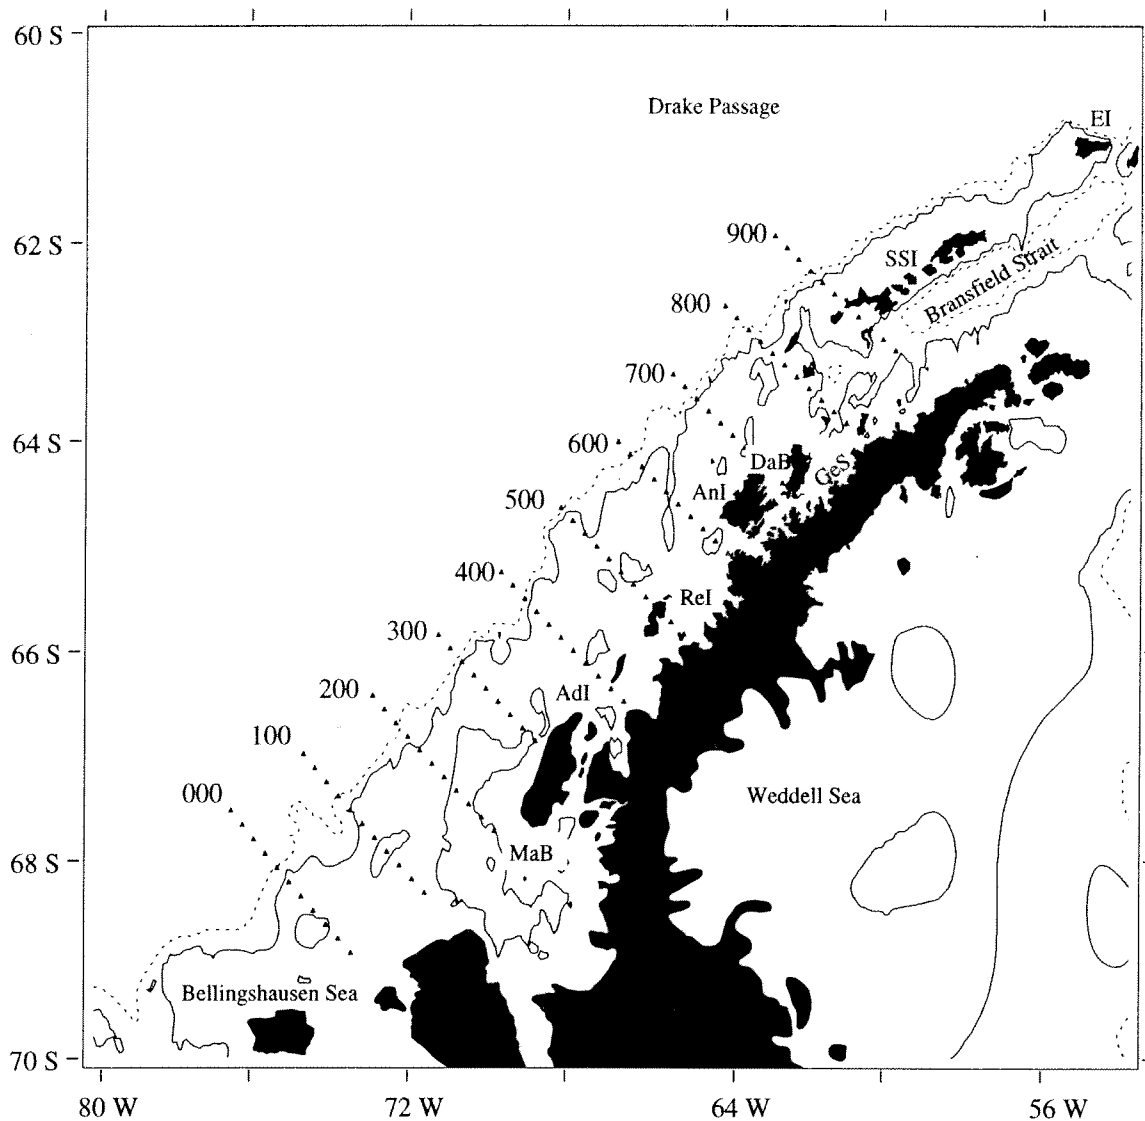 60 S
Drake Passage
EI
900
62 S
SSI
Bransfield Strait
800
700
64 S
600
DaB
GeS
AnI
500
400
ReI
300
66 S
200
AdI
100
000
Weddell Sea
MaB
68 S
Bellingshausen Sea
70 S
80 W
72 W
64 W
56 W